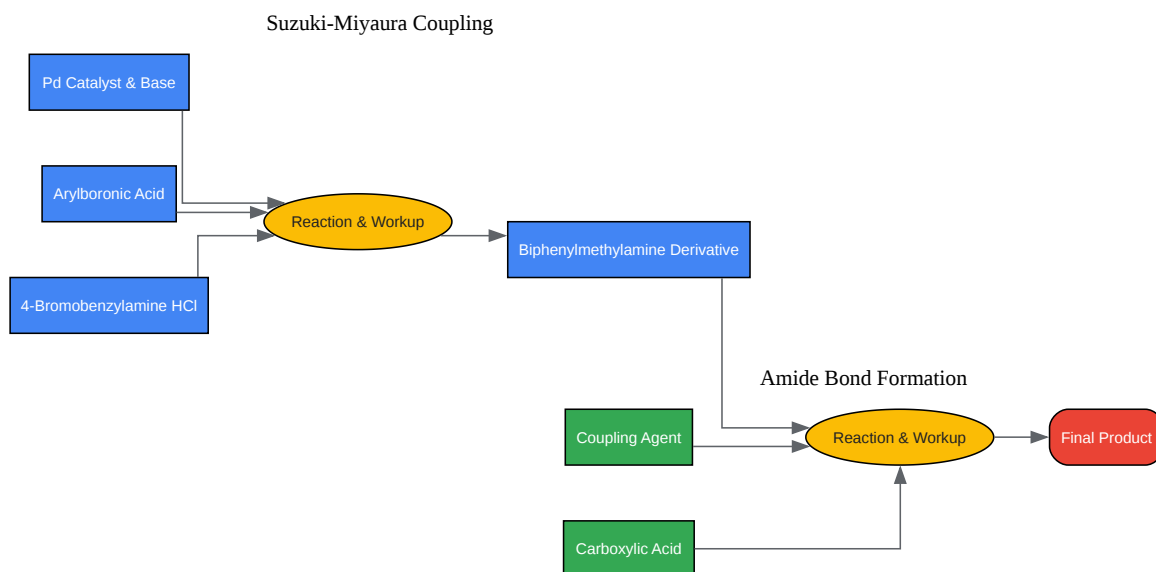 Suzuki-Miyaura Coupling
Pd Catalyst & Base
Arylboronic Acid
Reaction & Workup
4-Bromobenzylamine HCl
Biphenylmethylamine Derivative
Amide Bond Formation
Coupling Agent
Reaction & Workup
Final Product
Carboxylic Acid